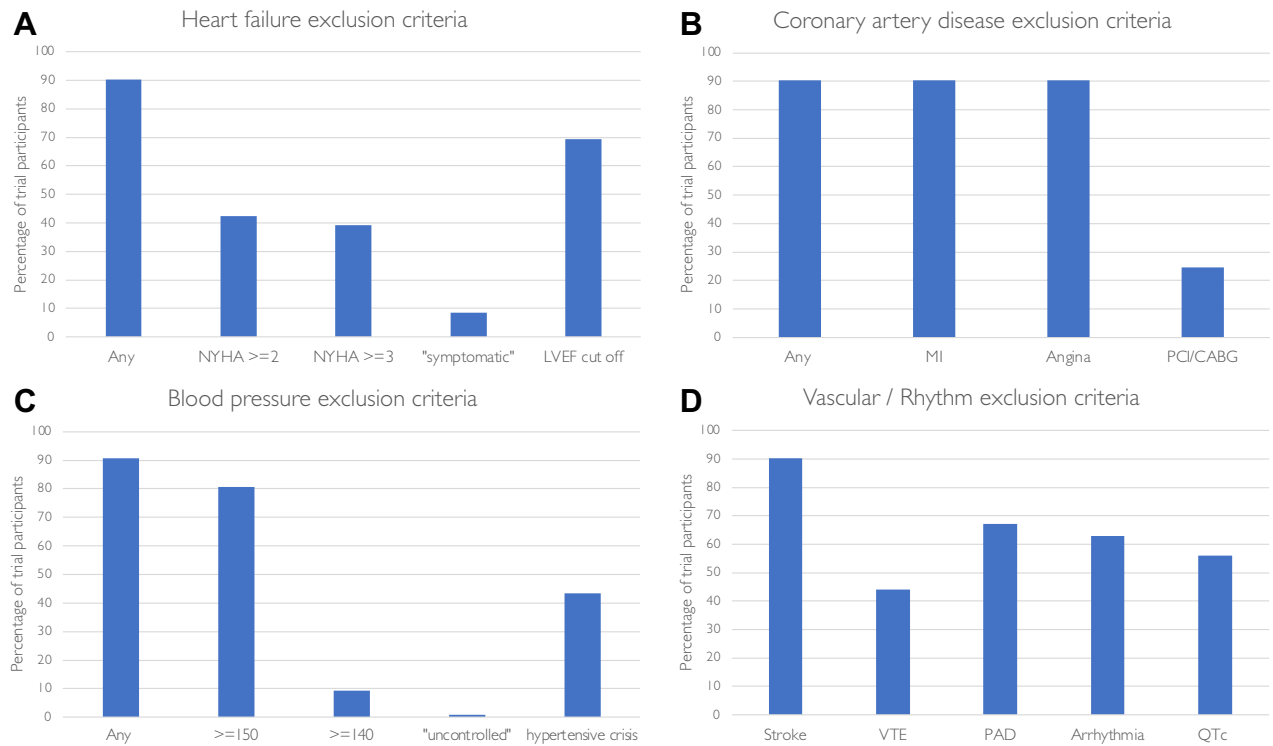 A
Heart failure exclusion criteria
Percentage of trial participants
100
90
80
70
60
50
40
30
20
10
0
Any NYHA >=2 NYHA >=3 "symptomatic" LVEF cut off
B
Coronary artery disease exclusion criteria
Percentage of trial participants
100
90
80
70
60
50
40
30
20
10
0
Any MI Angina PCI/CABG
C
Blood pressure exclusion criteria
Percentage of trial participants
100
90
80
70
60
50
40
30
20
10
0
Any >=150 >=140 "uncontrolled" hypertensive crisis
D
Vascular / Rhythm exclusion criteria
Percentage of trial participants
100
90
80
70
60
50
40
30
20
10
0
Stroke VTE PAD Arrhythmia QTc